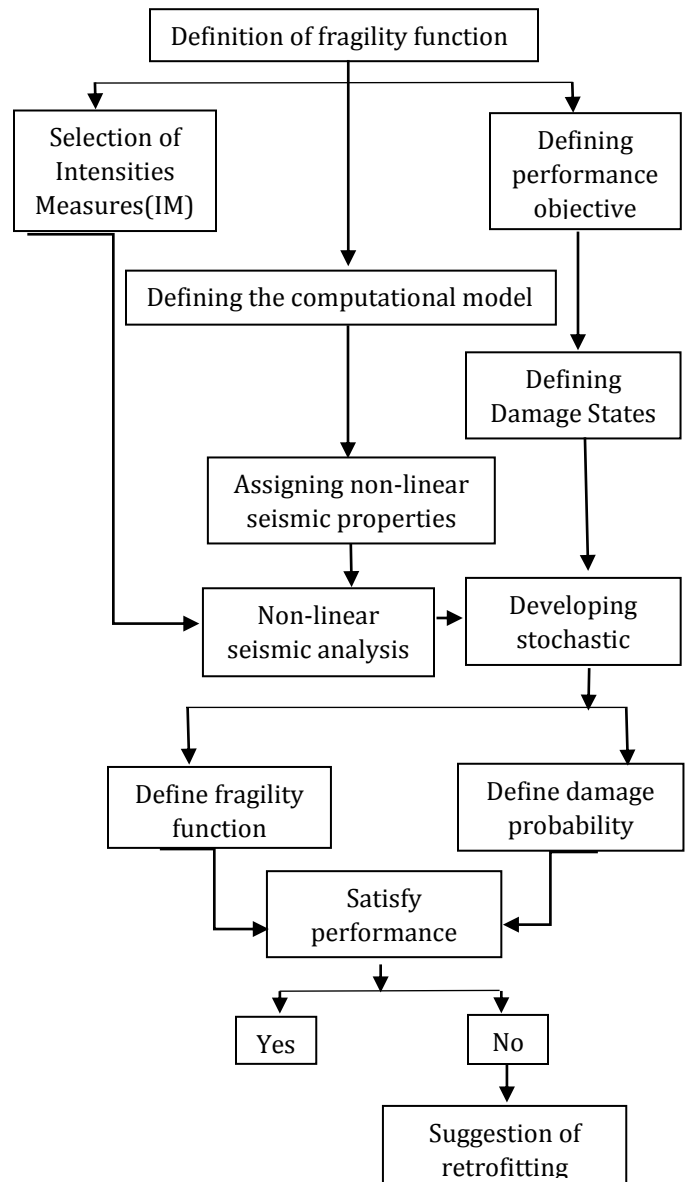 Definition of fragility function
Selection of
Intensities
Measures(IM)
Defining
performance
objective
Defining the computational model
Defining
Damage States
Assigning non-linear
seismic properties
Non-linear
seismic analysis
Developing
stochastic
Define fragility
function
Define damage
probability
Satisfy
performance
Yes
No
Suggestion of
retrofitting